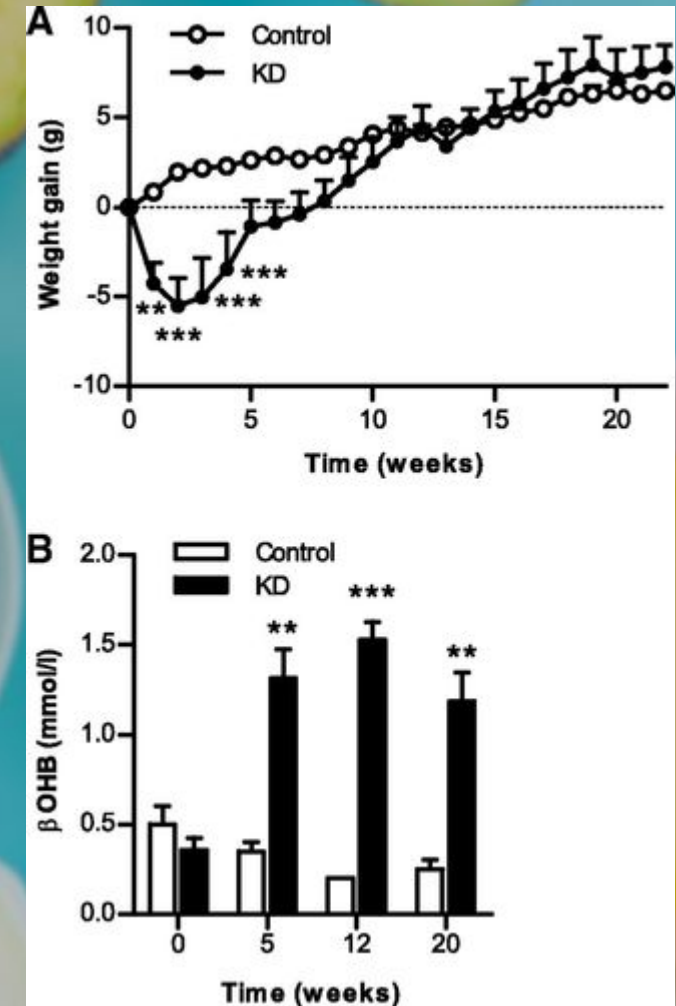 A
Control
KD
Weight gain (g)
10
5
0
-5
-10
**
***
***
***
0 5 10 15 20
Time (weeks)
B
Control
KD
β OHB (mmol/l)
2.0
1.5
1.0
0.5
0.0
**
***
**
0 5 12 20
Time (weeks)